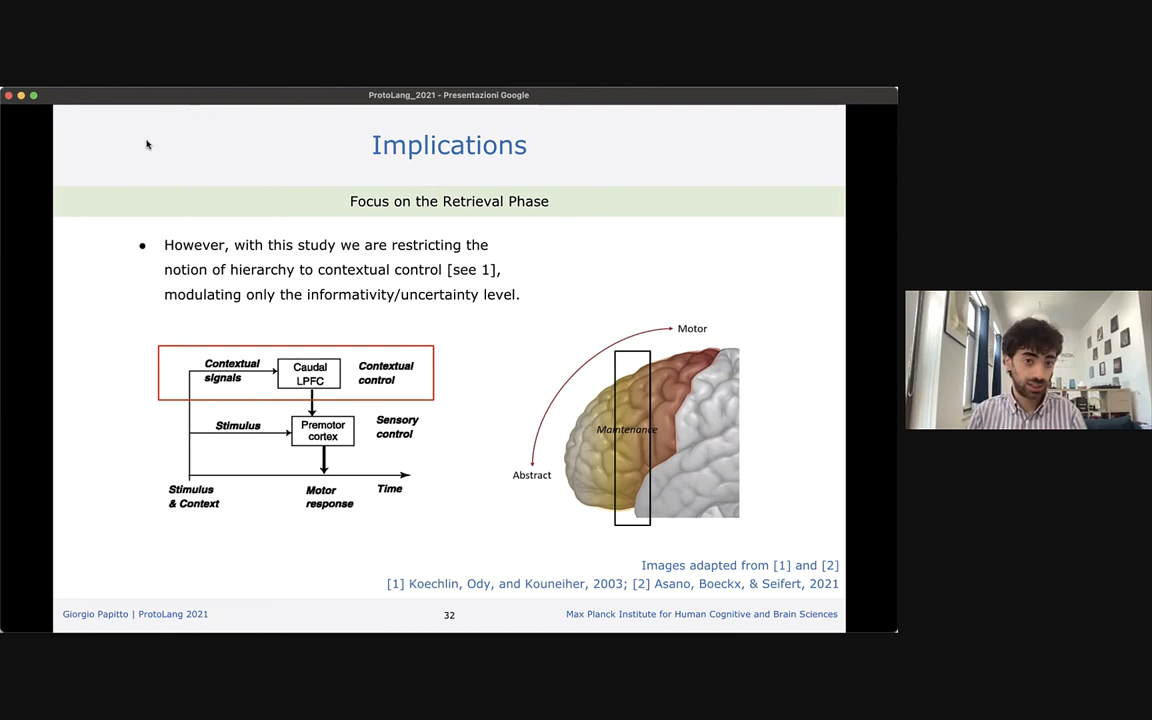 ProtoLang_2021 - Presentazioni Google
Implications
Focus on the Retrieval Phase
● However, with this study we are restricting the
notion of hierarchy to contextual control [see 1],
modulating only the informativity/uncertainty level.
Contextual
signals
Caudal
LPFC
Contextual
control
Stimulus
Premotor
cortex
Sensory
control
Stimulus
& Context
Motor
response
Time
Motor
Maintenance
Abstract
Images adapted from [1] and [2]
[1] Koechlin, Ody, and Kouneiher, 2003; [2] Asano, Boeckx, & Seifert, 2021
Giorgio Papitto | ProtoLang 2021
32
Max Planck Institute for Human Cognitive and Brain Sciences